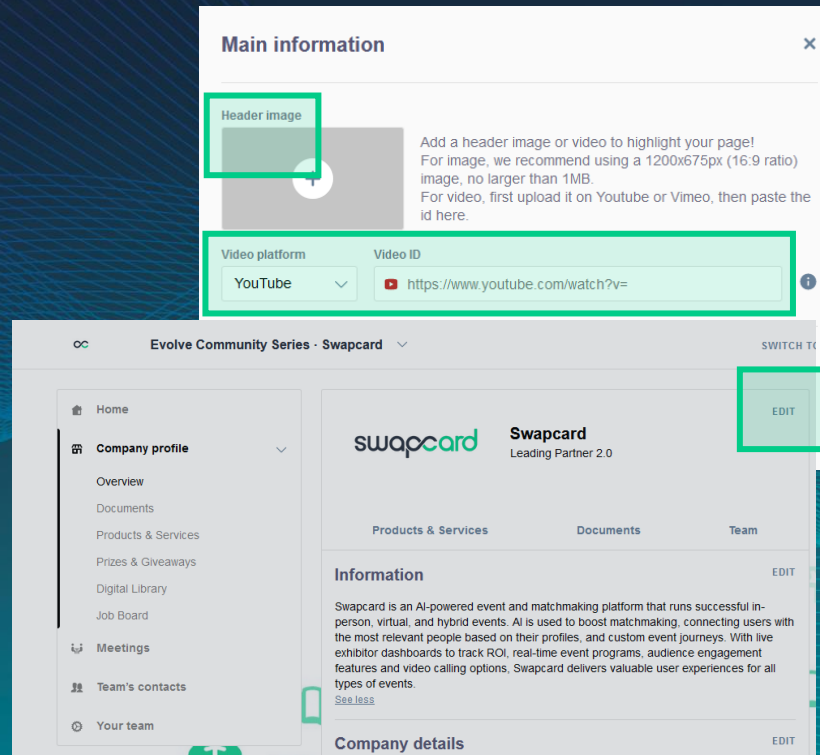 Main information
Header image
Add a header image or video to highlight your page!
For image, we recommend using a 1200x675px (16:9 ratio)
image, no larger than 1MB.
For video, first upload it on Youtube or Vimeo, then paste the
id here.
Video platform
Video ID
YouTube
https://www.youtube.com/watch?v=
Evolve Community Series · Swapcard
SWITCH TO
Home
Company profile
Overview
Documents
Products & Services
Prizes & Giveaways
Digital Library
Job Board
Meetings
Team's contacts
Your team
EDIT
swapcard
Swapcard
Leading Partner 2.0
Products & Services
Documents
Team
Information
EDIT
Swapcard is an AI-powered event and matchmaking platform that runs successful in-
person, virtual, and hybrid events. AI is used to boost matchmaking, connecting users with
the most relevant people based on their profiles, and custom event journeys. With live
exhibitor dashboards to track ROI, real-time event programs, audience engagement
features and video calling options, Swapcard delivers valuable user experiences for all
types of events.
See less
Company details
EDIT